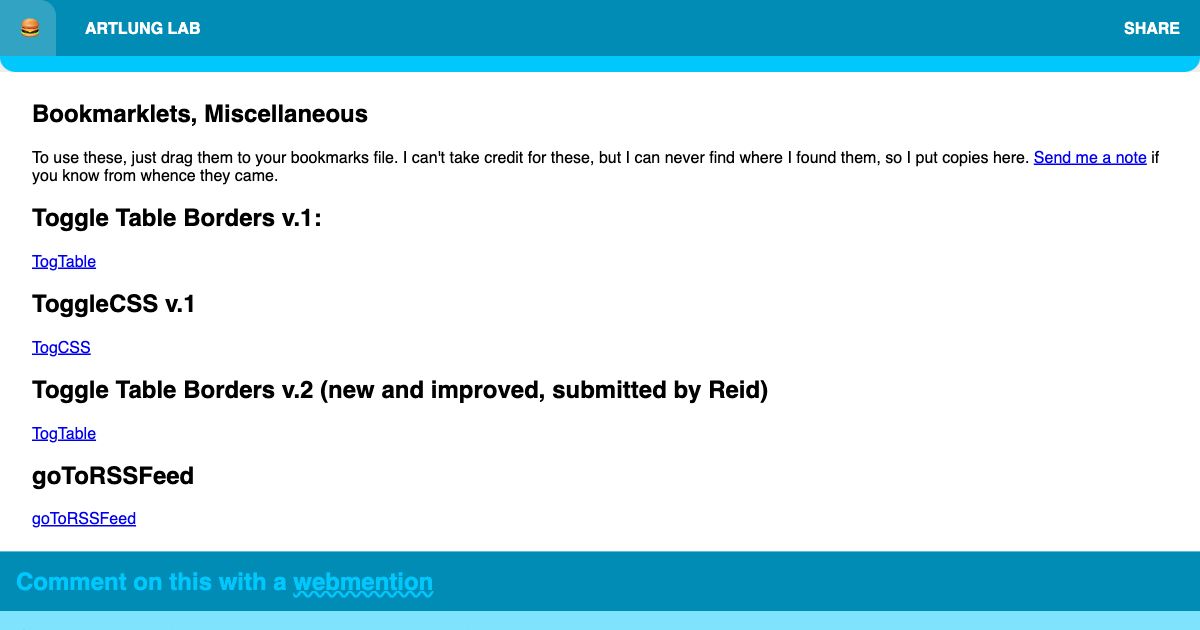 ARTLUNG LAB
SHARE
Bookmarklets, Miscellaneous
To use these, just drag them to your bookmarks file. I can't take credit for these, but I can never find where I found them, so I put copies here. Send me a note if
you know from whence they came.
Toggle Table Borders v.1:
TogTable
ToggleCSS v.1
TogCSS
Toggle Table Borders v.2 (new and improved, submitted by Reid)
TogTable
goToRSSFeed
goToRSSFeed
Comment on this with a webmention